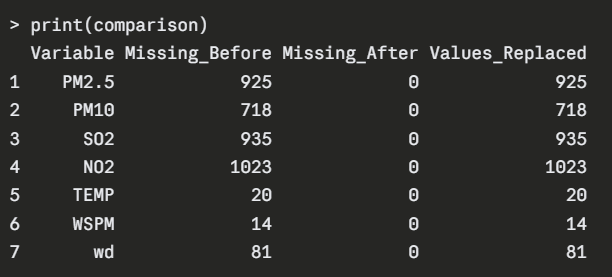 > print(comparison)
Variable Missing_Before Missing_After Values_Replaced
1 PM2.5 925 0 925
2 PM10 718 0 718
3 SO2 935 0 935
4 NO2 1023 0 1023
5 TEMP 20 0 20
6 WSPM 14 0 14
7 wd 81 0 81